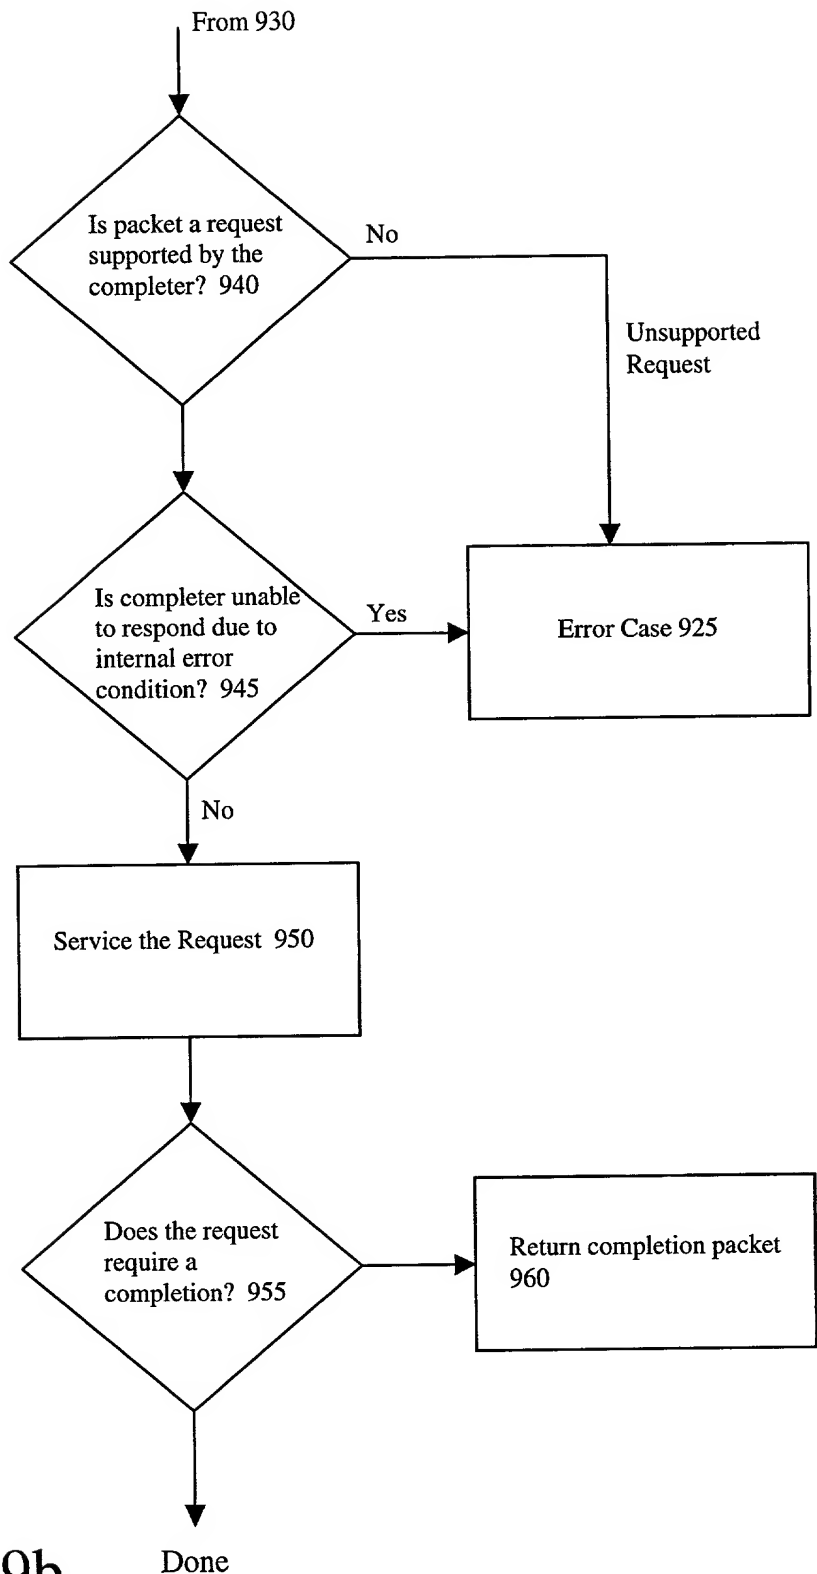 From 930
Is packet a request
supported by the
completer? 940
No
Unsupported
Request
Is completer unable
to respond due to
internal error
condition? 945
Yes
Error Case 925
No
Service the Request 950
Does the request
require a
completion? 955
Return completion packet
960
9b
Done